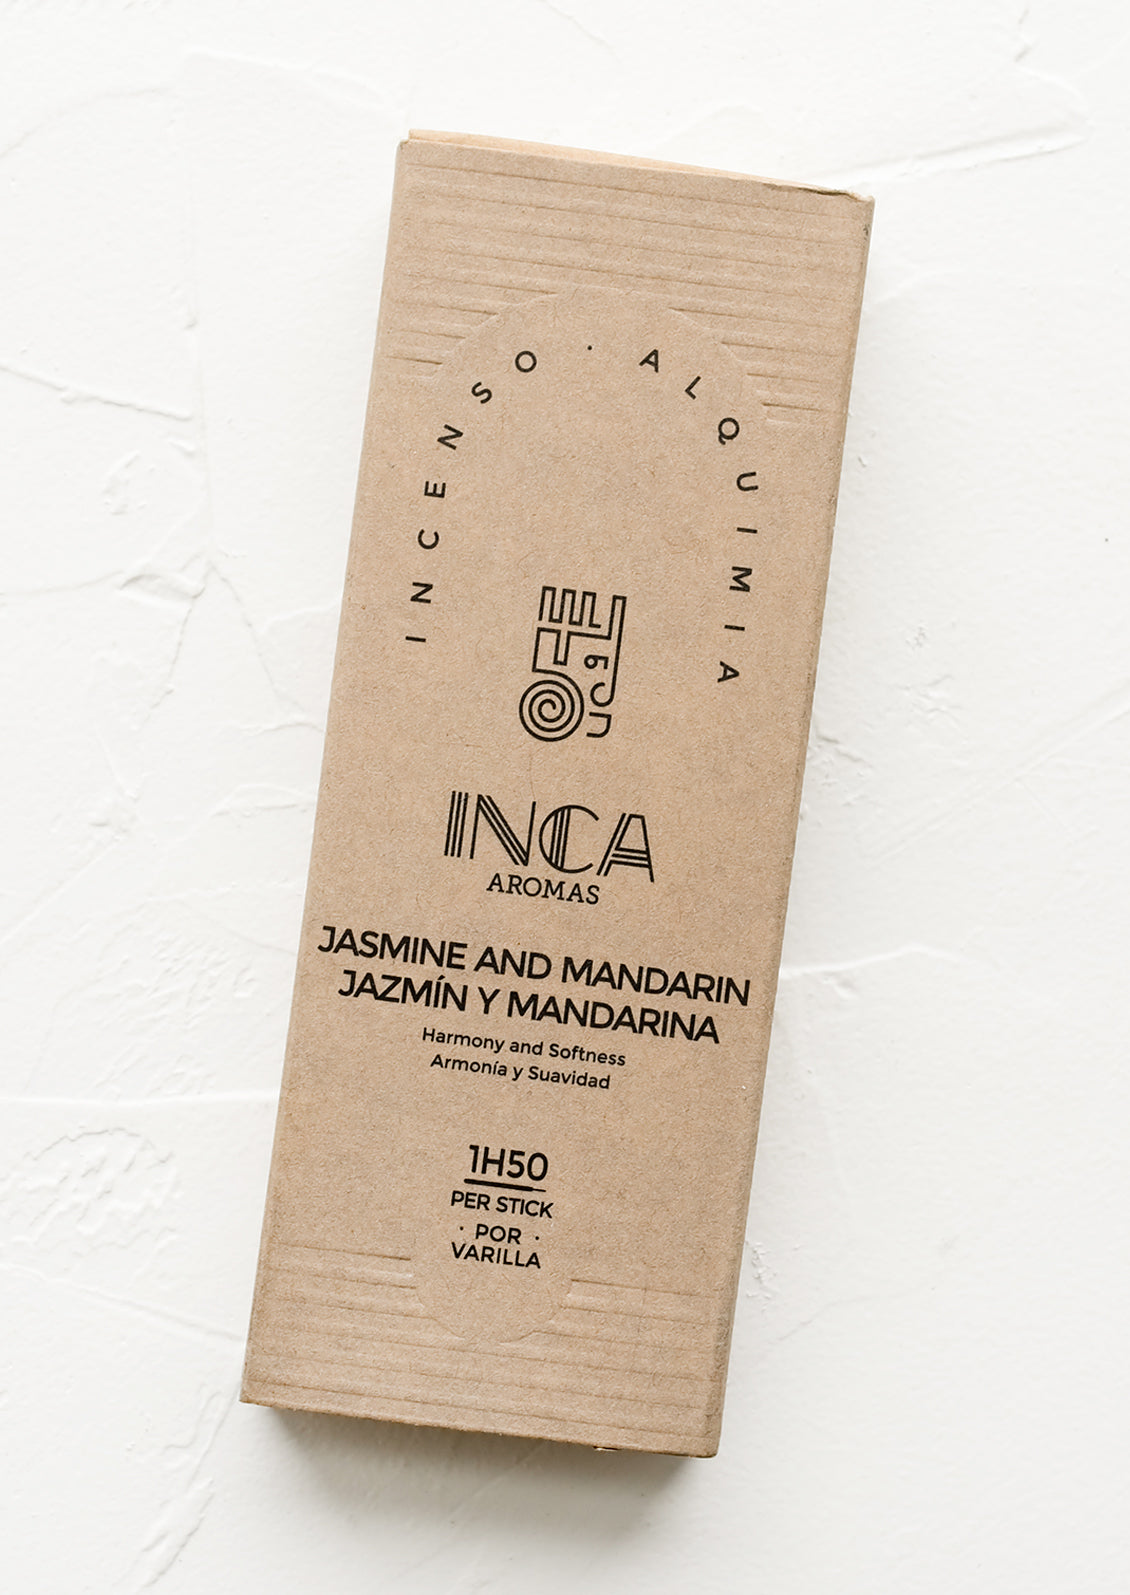 INCENSO · ALQUIMIA
INCA
AROMAS
JASMINE AND MANDARIN
JAZMÍN Y MANDARINA
Harmony and Softness
Armonía y Suavidad
1H50
PER STICK
· POR ·
VARILLA